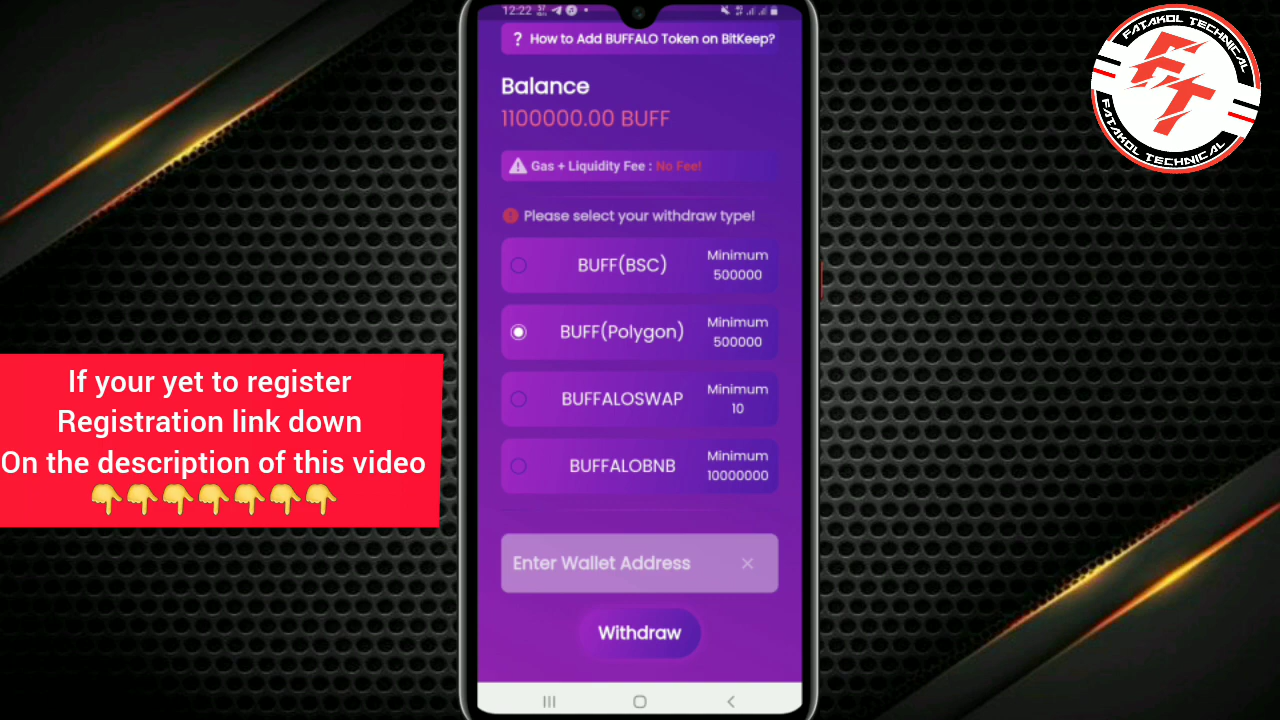 12:22
? How to Add BUFFALO Token on BitKeep?
Balance
1100000.00 BUFF
Gas + Liquidity Fee : No Fee!
Please select your withdraw type!
BUFF(BSC)
Minimum
500000
BUFF(Polygon)
Minimum
500000
BUFFALOSWAP
Minimum
10
BUFFALOBNB
Minimum
10000000
Enter Wallet Address
Withdraw
If your yet to register
Registration link down
On the description of this video
👇👇👇👇👇👇👇
FATAKOL TECHNICAL
FT
FATAKOL TECHNICAL